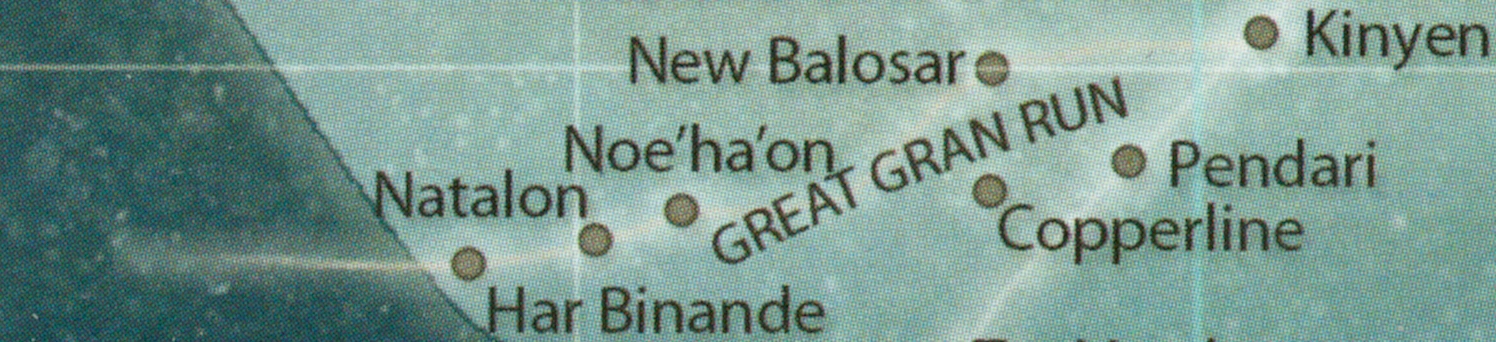 Kinyen
New Balosar
GREAT GRAN RUN
Noe'ha'on
Pendari
Natalon
Copperline
Har Binande